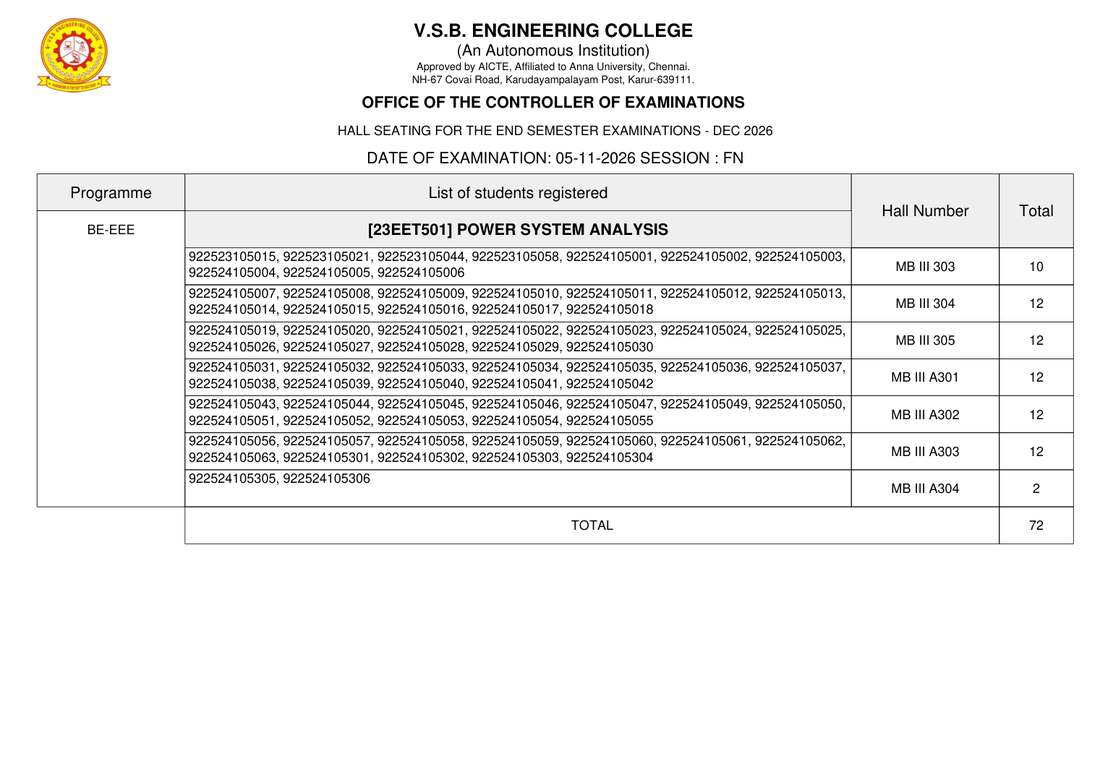 V.S.B. ENGINEERING COLLEGE
(An Autonomous Institution)
Approved by AICTE, Affiliated to Anna University, Chennai.
NH-67 Covai Road, Karudayampalayam Post, Karur-639111.
OFFICE OF THE CONTROLLER OF EXAMINATIONS
HALL SEATING FOR THE END SEMESTER EXAMINATIONS - DEC 2026
DATE OF EXAMINATION: 05-11-2026 SESSION : FN
Programme
List of students registered
Hall Number
Total
BE-EEE
[23EET501] POWER SYSTEM ANALYSIS
922523105015, 922523105021, 922523105044, 922523105058, 922524105001, 922524105002, 922524105003,
922524105004, 922524105005, 922524105006
MB III 303
10
922524105007, 922524105008, 922524105009, 922524105010, 922524105011, 922524105012, 922524105013,
922524105014, 922524105015, 922524105016, 922524105017, 922524105018
MB III 304
12
922524105019, 922524105020, 922524105021, 922524105022, 922524105023, 922524105024, 922524105025,
922524105026, 922524105027, 922524105028, 922524105029, 922524105030
MB III 305
12
922524105031, 922524105032, 922524105033, 922524105034, 922524105035, 922524105036, 922524105037,
922524105038, 922524105039, 922524105040, 922524105041, 922524105042
MB III A301
12
922524105043, 922524105044, 922524105045, 922524105046, 922524105047, 922524105049, 922524105050,
922524105051, 922524105052, 922524105053, 922524105054, 922524105055
MB III A302
12
922524105056, 922524105057, 922524105058, 922524105059, 922524105060, 922524105061, 922524105062,
922524105063, 922524105301, 922524105302, 922524105303, 922524105304
MB III A303
12
922524105305, 922524105306
MB III A304
2
TOTAL
72